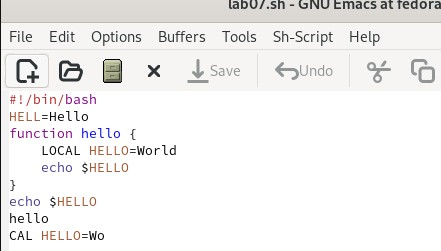 lab07.sh - GNU Emacs at fedora
File Edit Options Buffers Tools Sh-Script Help
Save Undo
#!/bin/bash
HELL=Hello
function hello {
    LOCAL HELLO=World
    echo $HELLO
}
echo $HELLO
hello
CAL HELLO=Wo